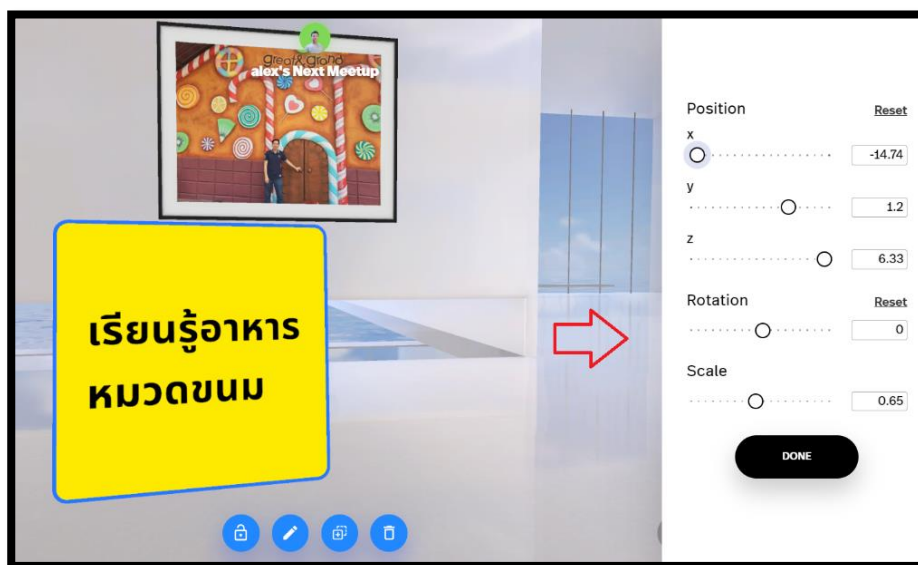 great & grand
alex's Next Meetup
เรียนรู้อาหาร
หมวดขนม
Position
Reset
x
-14.74
y
1.2
z
6.33
Rotation
Reset
0
Scale
0.65
DONE